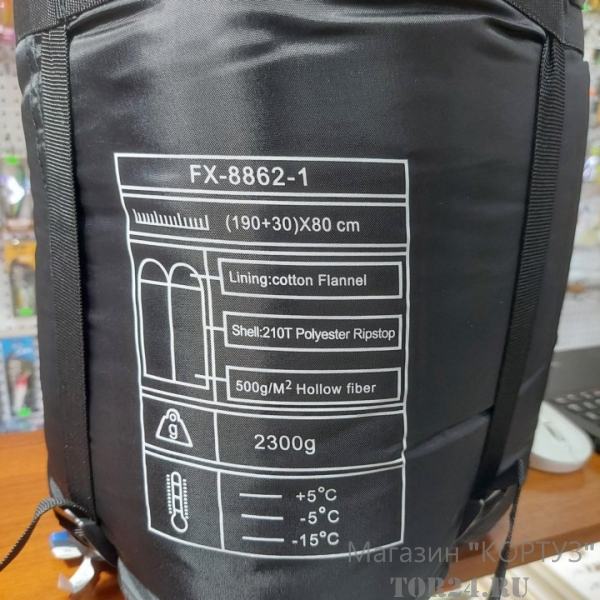 FX-8862-1
(190+30)X80 cm
Lining:cotton Flannel
Shell:210T Polyester Ripstop
500g/M² Hollow fiber
g
2300g
+5°C
-5°C
-15°C
Магазин "КОРТУЗ"
TOR24.RU